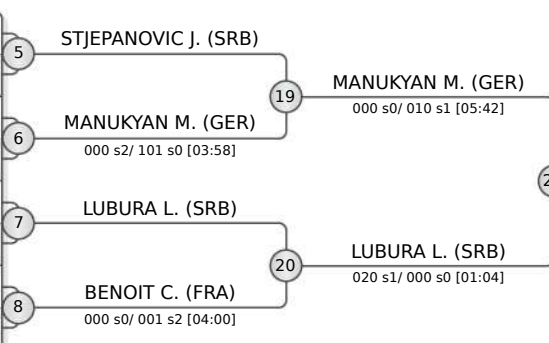 5
STJEPANOVIC J. (SRB)
19
MANUKYAN M. (GER)
000 s0/ 010 s1 [05:42]
6
MANUKYAN M. (GER)
000 s2/ 101 s0 [03:58]
7
LUBURA L. (SRB)
20
LUBURA L. (SRB)
020 s1/ 000 s0 [01:04]
8
BENOIT C. (FRA)
000 s0/ 001 s2 [04:00]